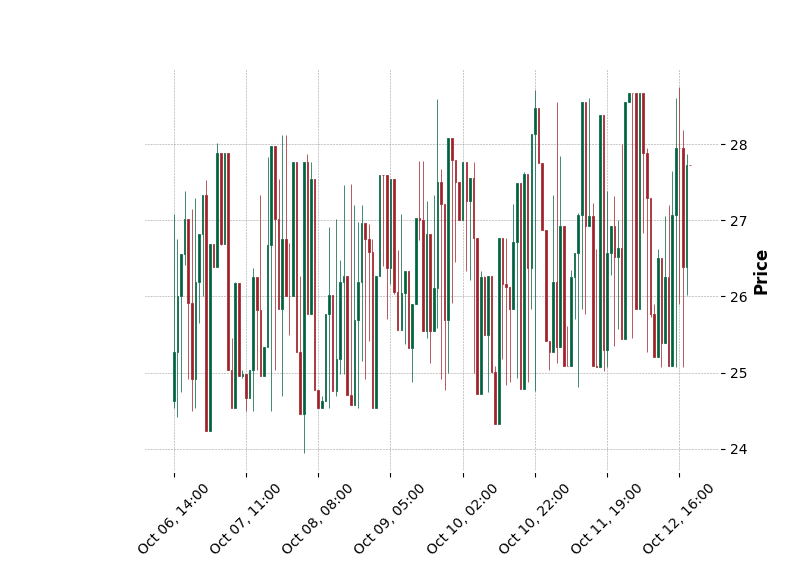 28
27
26
25
24
Price
Oct 06, 14:00
Oct 07, 11:00
Oct 08, 08:00
Oct 09, 05:00
Oct 10, 02:00
Oct 10, 22:00
Oct 11, 19:00
Oct 12, 16:00